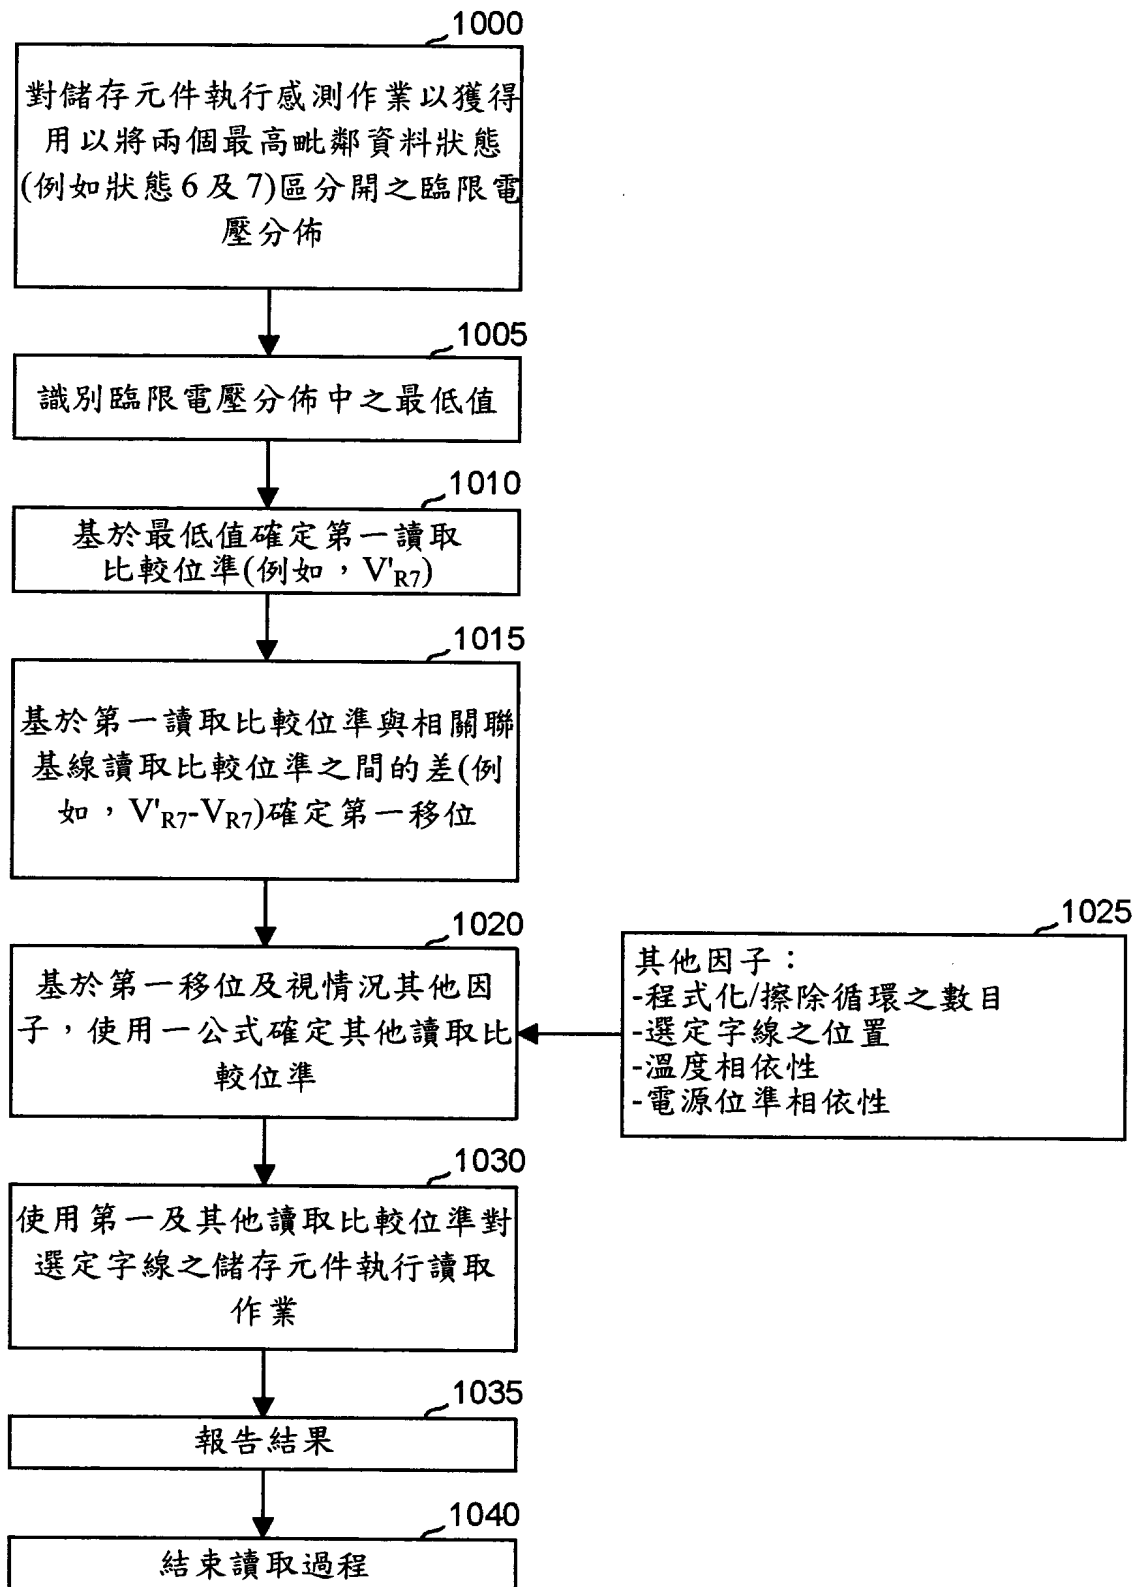 1000
對儲存元件執行感測作業以獲得
用以將兩個最高毗鄰資料狀態
(例如狀態6及7)區分開之臨限電
壓分佈
1005
識別臨限電壓分佈中之最低值
1010
基於最低值確定第一讀取
比較位準(例如，V'R7)
1015
基於第一讀取比較位準與相關聯
基線讀取比較位準之間的差(例
如，V'R7-VR7)確定第一移位
1020
基於第一移位及視情況其他因
子，使用一公式確定其他讀取比
較位準
1025
其他因子：
-程式化/擦除循環之數目
-選定字線之位置
-溫度相依性
-電源位準相依性
1030
使用第一及其他讀取比較位準對
選定字線之儲存元件執行讀取
作業
1035
報告結果
1040
結束讀取過程